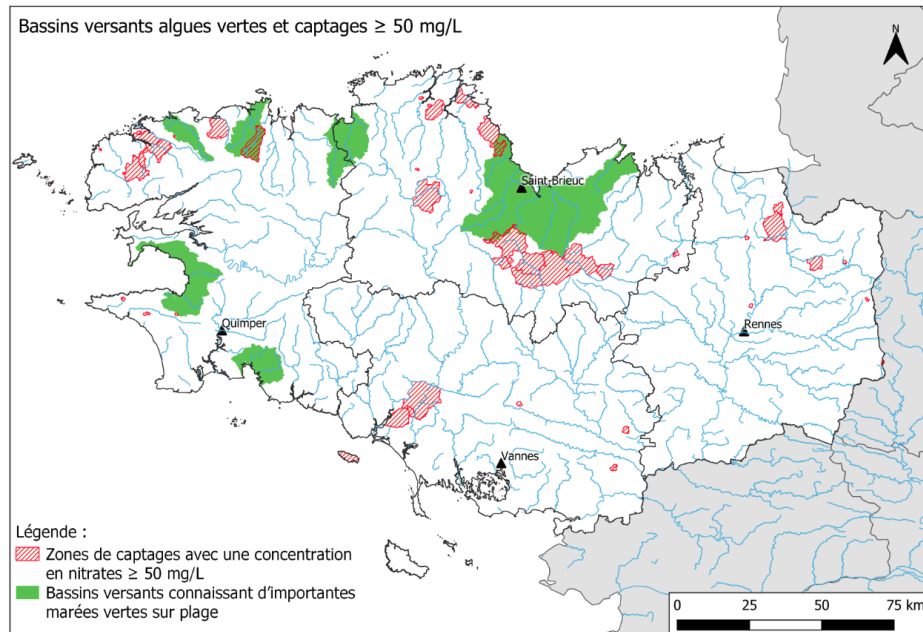 Bassins versants algues vertes et captages ≥ 50 mg/L
N
Saint-Brieuc
Quimper
Rennes
Vannes
Légende :
Zones de captages avec une concentration
en nitrates ≥ 50 mg/L
Bassins versants connaissant d'importantes
marées vertes sur plage
0 25 50 75 km